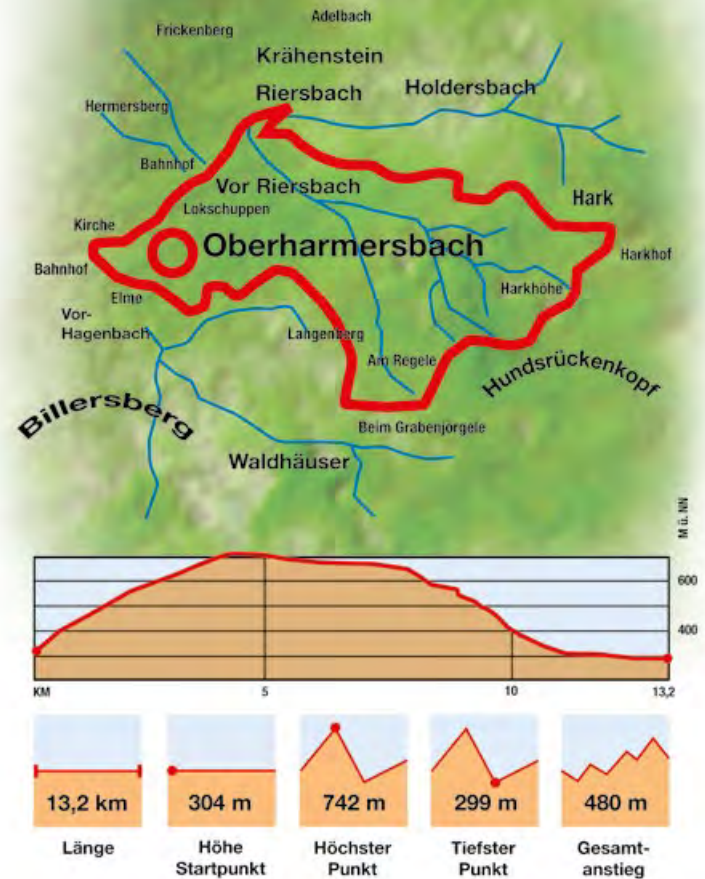 Adelbach
Frickenberg
Krähenstein
Riersbach
Holdersbach
Hermersberg
Bahnhof
Vor Riersbach
Lokschuppen
Hark
Kirche
Oberharmersbach
Harkhof
Bahnhof
Elme
Harkhöhe
Vor-
Hagenbach
Langenberg
Am Regele
Hundsrückenkopf
Billersberg
Beim Grabenjörgele
Waldhäuser
M ü. NN
600
400
KM
5
10
13,2
13,2 km
304 m
742 m
299 m
480 m
Länge
Höhe
Startpunkt
Höchster
Punkt
Tiefster
Punkt
Gesamt-
anstieg